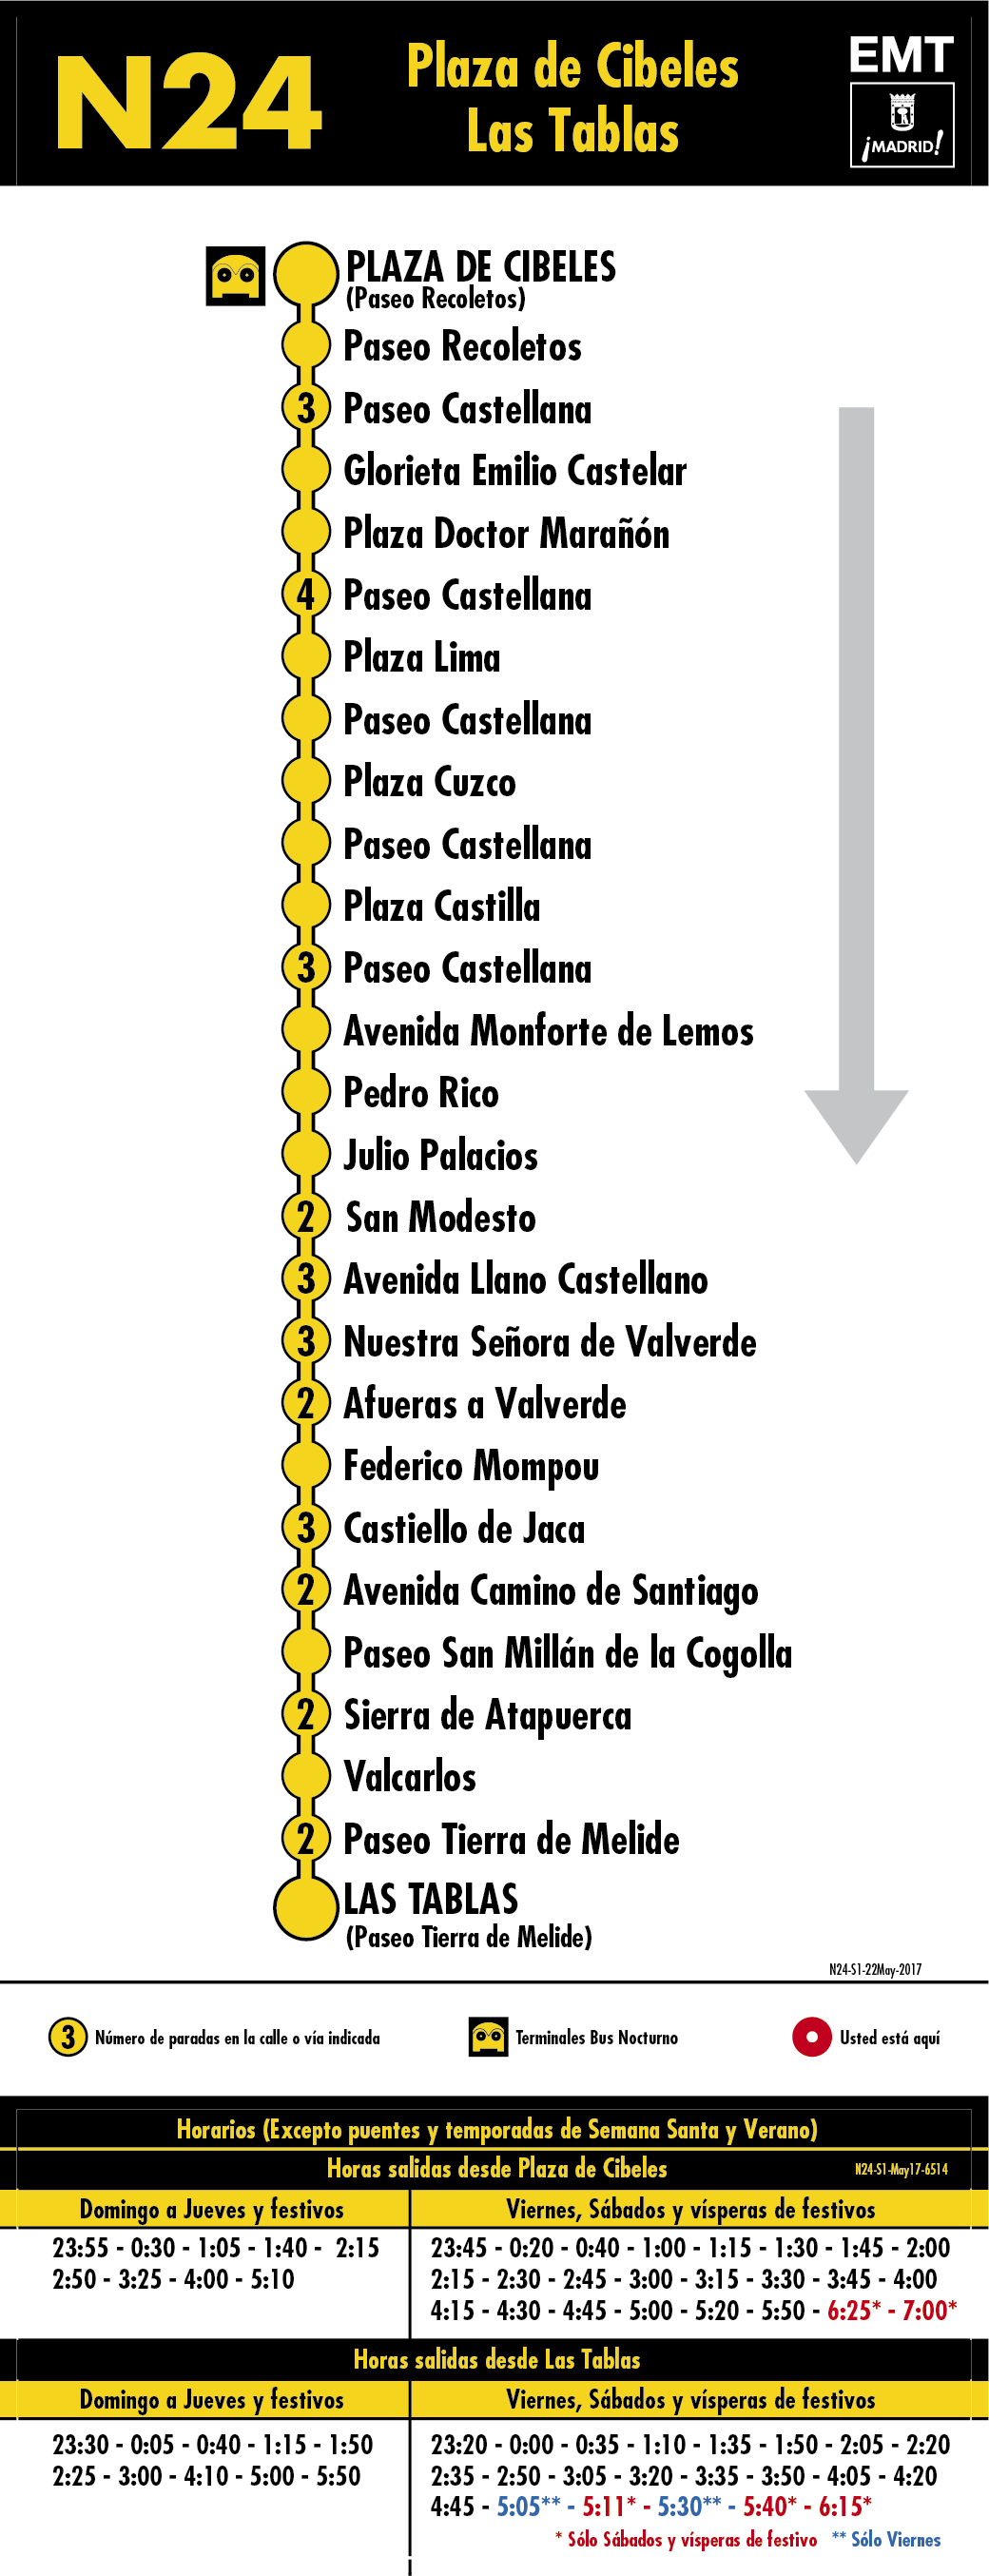 N24
Plaza de Cibeles
Las Tablas
EMT
¡MADRID!
PLAZA DE CIBELES
(Paseo Recoletos)
Paseo Recoletos
3 Paseo Castellana
Glorieta Emilio Castelar
Plaza Doctor Marañón
4 Paseo Castellana
Plaza Lima
Paseo Castellana
Plaza Cuzco
Paseo Castellana
Plaza Castilla
3 Paseo Castellana
Avenida Monforte de Lemos
Pedro Rico
Julio Palacios
2 San Modesto
3 Avenida Llano Castellano
3 Nuestra Señora de Valverde
2 Afueras a Valverde
Federico Mompou
3 Castiello de Jaca
2 Avenida Camino de Santiago
Paseo San Millán de la Cogolla
2 Sierra de Atapuerca
Valcarlos
2 Paseo Tierra de Melide
LAS TABLAS
(Paseo Tierra de Melide)
N24-S1-22May-2017
3 Número de paradas en la calle o vía indicada
Terminales Bus Nocturno
Usted está aquí
Horarios (Excepto puentes y temporadas de Semana Santa y Verano)
Horas salidas desde Plaza de Cibeles
N24-S1-May17-6514
Domingo a Jueves y festivos
23:55 - 0:30 - 1:05 - 1:40 - 2:15
2:50 - 3:25 - 4:00 - 5:10
Viernes, Sábados y vísperas de festivos
23:45 - 0:20 - 0:40 - 1:00 - 1:15 - 1:30 - 1:45 - 2:00
2:15 - 2:30 - 2:45 - 3:00 - 3:15 - 3:30 - 3:45 - 4:00
4:15 - 4:30 - 4:45 - 5:00 - 5:20 - 5:50 - 6:25* - 7:00*
Horas salidas desde Las Tablas
Domingo a Jueves y festivos
23:30 - 0:05 - 0:40 - 1:15 - 1:50
2:25 - 3:00 - 4:10 - 5:00 - 5:50
Viernes, Sábados y vísperas de festivos
23:20 - 0:00 - 0:35 - 1:10 - 1:35 - 1:50 - 2:05 - 2:20
2:35 - 2:50 - 3:05 - 3:20 - 3:35 - 3:50 - 4:05 - 4:20
4:45 - 5:05** - 5:11* - 5:30** - 5:40* - 6:15*
* Sólo Sábados y vísperas de festivo ** Sólo Viernes